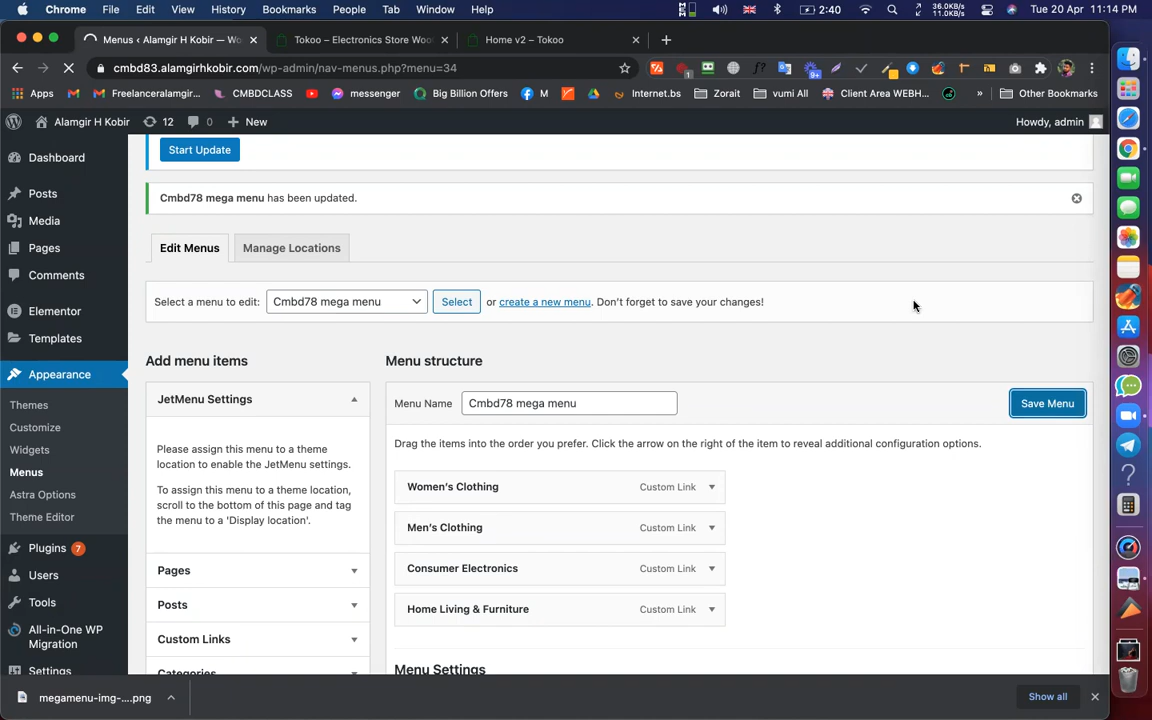 Chrome File Edit View History Bookmarks People Tab Window Help 2:40 36.0KB/s 11.0KB/s Tue 20 Apr 11:14 PM
Menus ‹ Alamgir H Kobir — Wo Tokoo – Electronics Store Woo Home v2 – Tokoo
cmbd83.alamgirhkobir.com/wp-admin/nav-menus.php?menu=34
Apps Freelanceralamgir... CMBDCLASS messenger Big Billion Offers M Internet.bs Zorait vumi All Client Area WEBH... » Other Bookmarks
Alamgir H Kobir 12 0 New Howdy, admin
Start Update
Dashboard
Posts
Media
Pages
Comments
Elementor
Templates
Appearance
Themes
Customize
Widgets
Menus
Astra Options
Theme Editor
Plugins 7
Users
Tools
All-in-One WP
Migration
Settings
Cmbd78 mega menu has been updated.
Edit Menus Manage Locations
Select a menu to edit: Cmbd78 mega menu Select or create a new menu. Don't forget to save your changes!
Add menu items
JetMenu Settings
Please assign this menu to a theme
location to enable the JetMenu settings.
To assign this menu to a theme location,
scroll to the bottom of this page and tag
the menu to a 'Display location'.
Pages
Posts
Custom Links
Categories
Menu structure
Menu Name Cmbd78 mega menu Save Menu
Drag the items into the order you prefer. Click the arrow on the right of the item to reveal additional configuration options.
Women's Clothing Custom Link
Men's Clothing Custom Link
Consumer Electronics Custom Link
Home Living & Furniture Custom Link
Menu Settings
megamenu-img-....png Show all